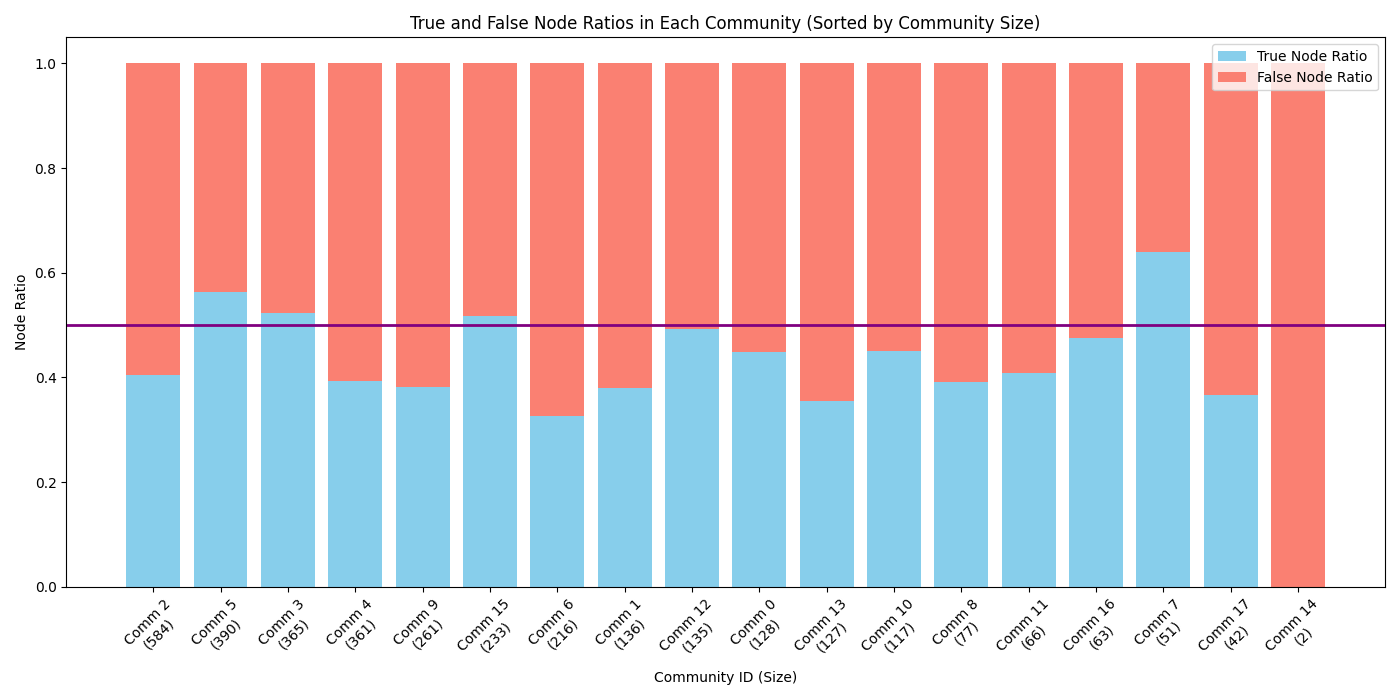 True and False Node Ratios in Each Community (Sorted by Community Size)
True Node Ratio
False Node Ratio
Node Ratio
1.0
0.8
0.6
0.4
0.2
0.0
Comm 2
(584)
Comm 5
(390)
Comm 3
(365)
Comm 4
(361)
Comm 9
(261)
Comm 15
(233)
Comm 6
(216)
Comm 1
(136)
Comm 12
(135)
Comm 0
(128)
Comm 13
(127)
Comm 10
(117)
Comm 8
(77)
Comm 11
(66)
Comm 16
(63)
Comm 7
(51)
Comm 17
(42)
Comm 14
(2)
Community ID (Size)